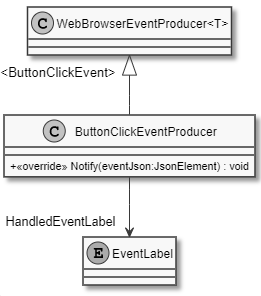 C WebBrowserEventProducer<T>
<ButtonClickEvent>
C ButtonClickEventProducer
+«override» Notify(eventJson:JsonElement) : void
HandledEventLabel
E EventLabel